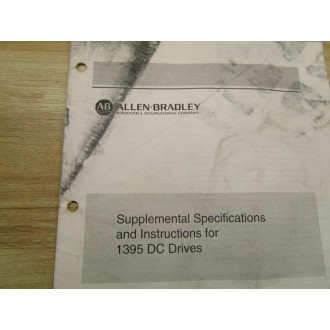 AB
ALLEN-BRADLEY
A ROCKWELL INTERNATIONAL COMPANY
Supplemental Specifications
and Instructions for
1395 DC Drives